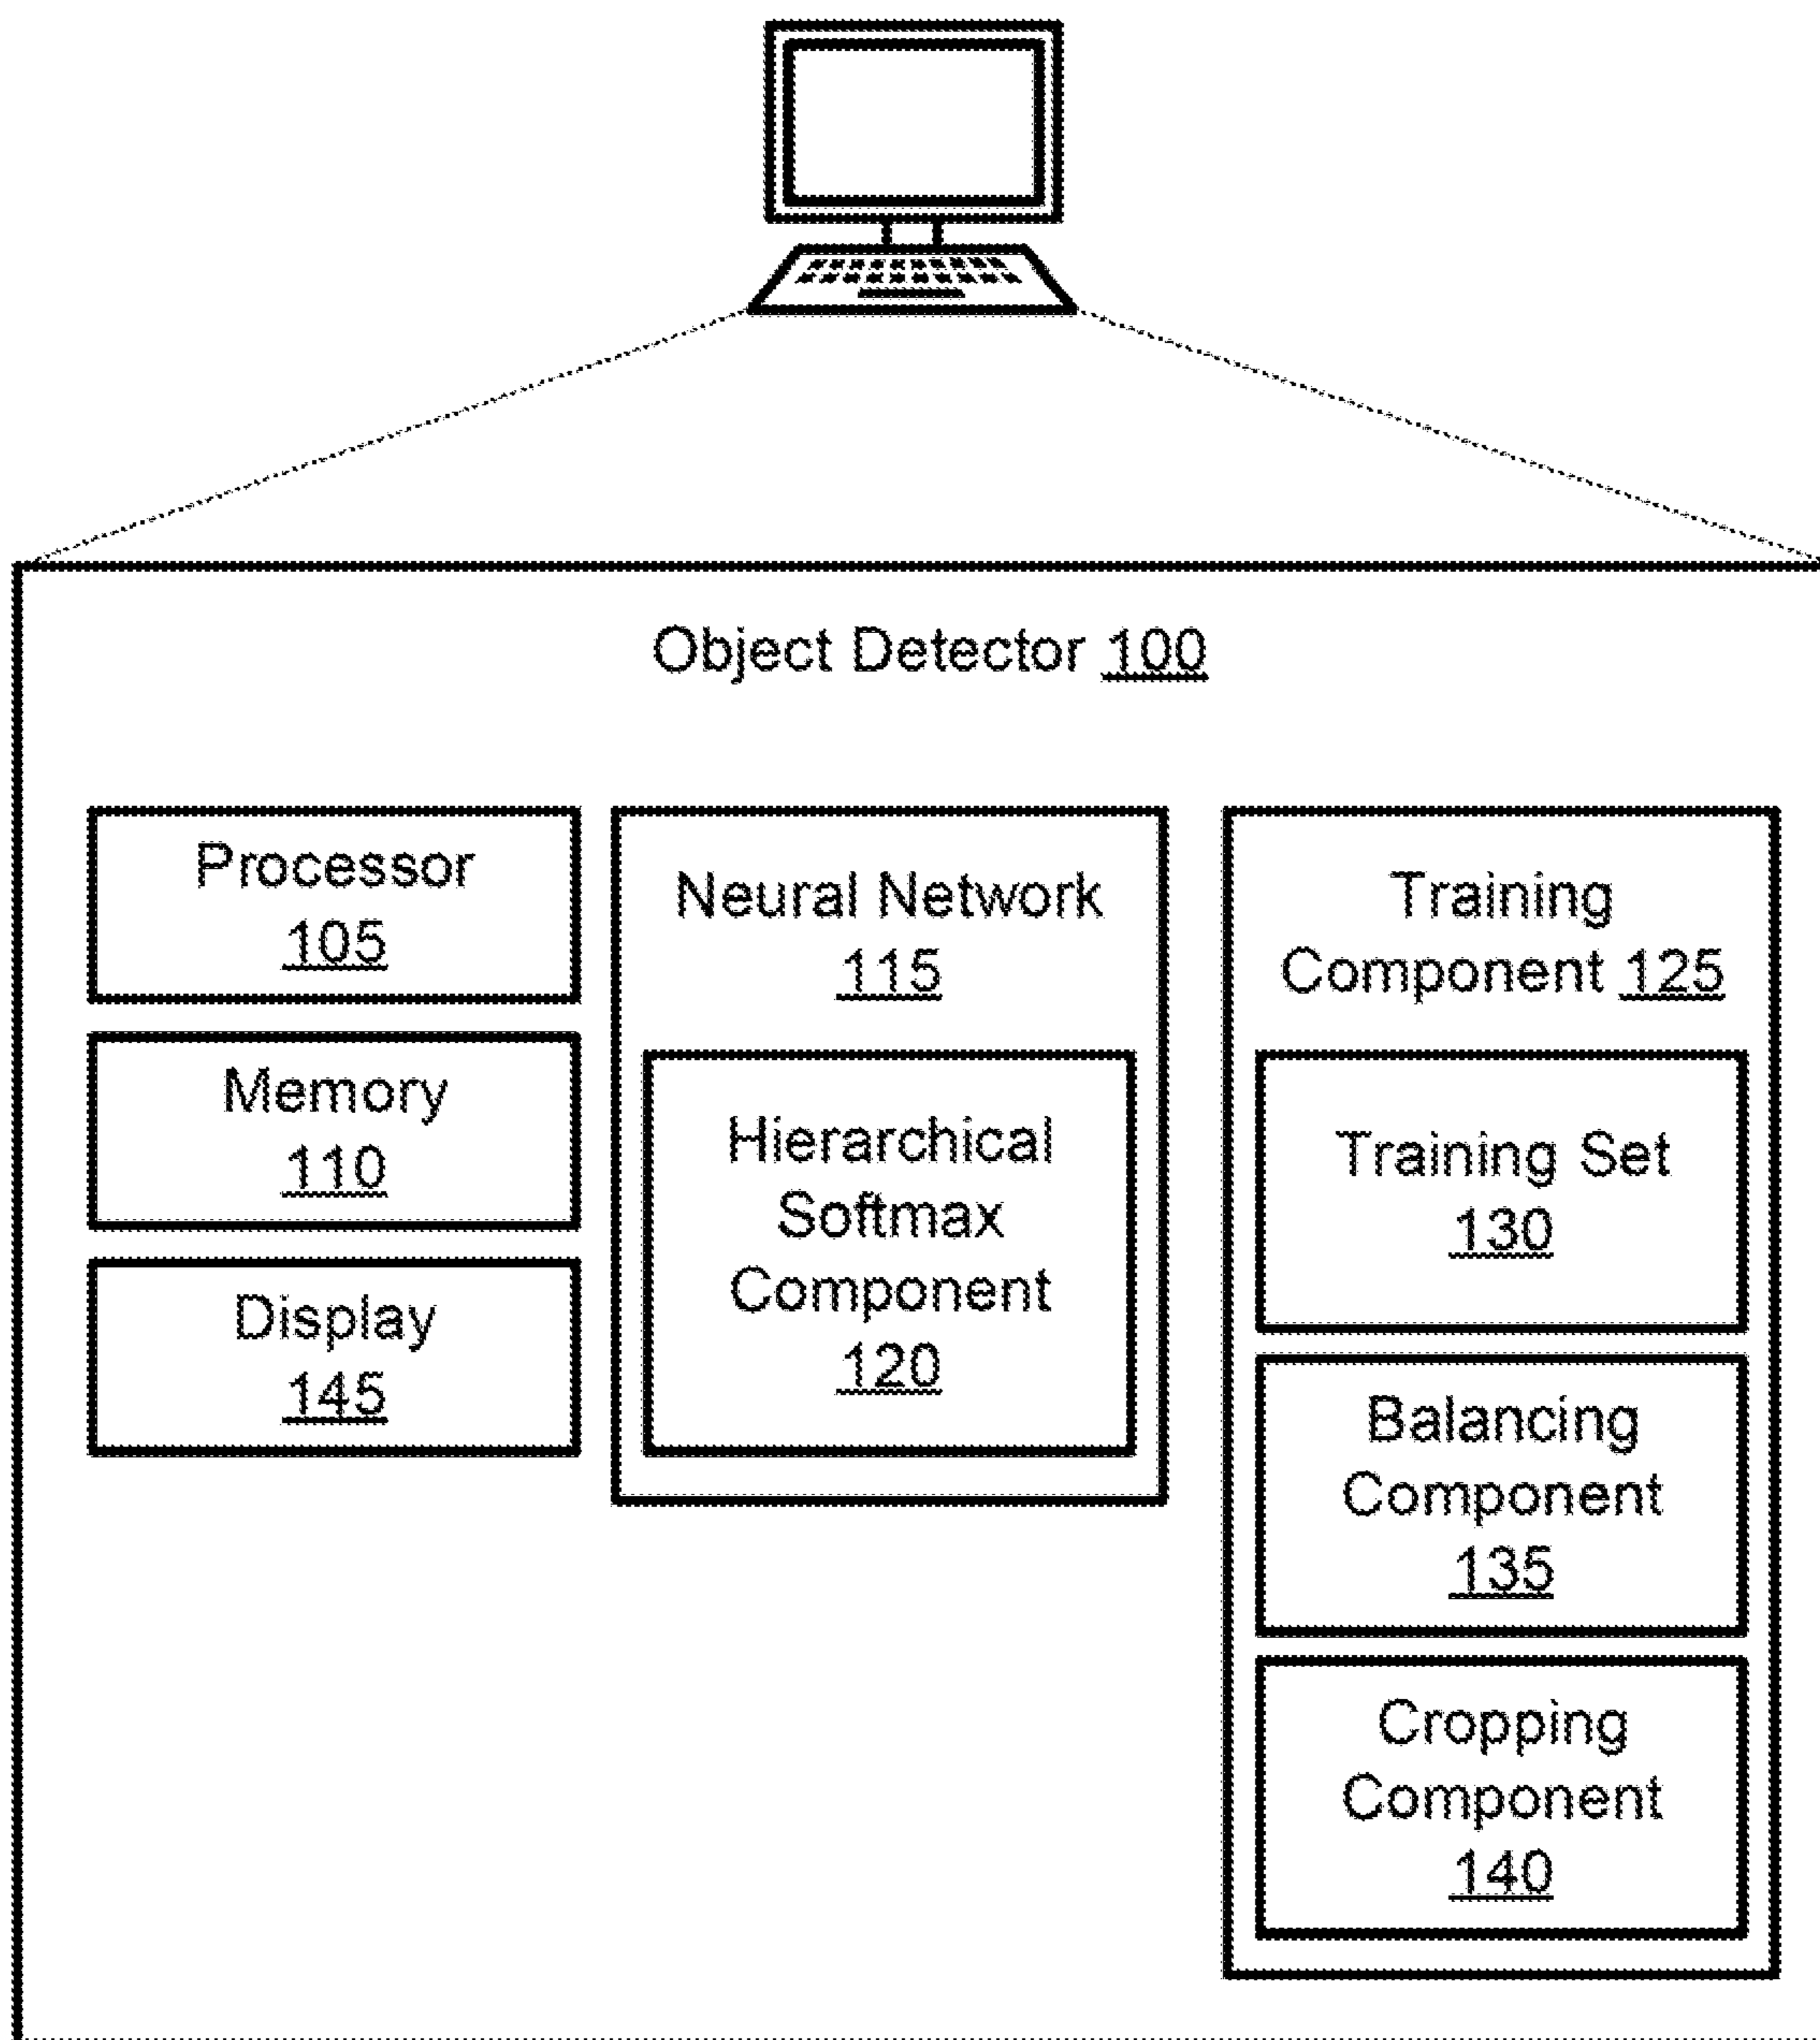 Object Detector 100
Processor
105
Memory
110
Display
145
Neural Network
115
Hierarchical
Softmax
Component
120
Training
Component 125
Training Set
130
Balancing
Component
135
Cropping
Component
140